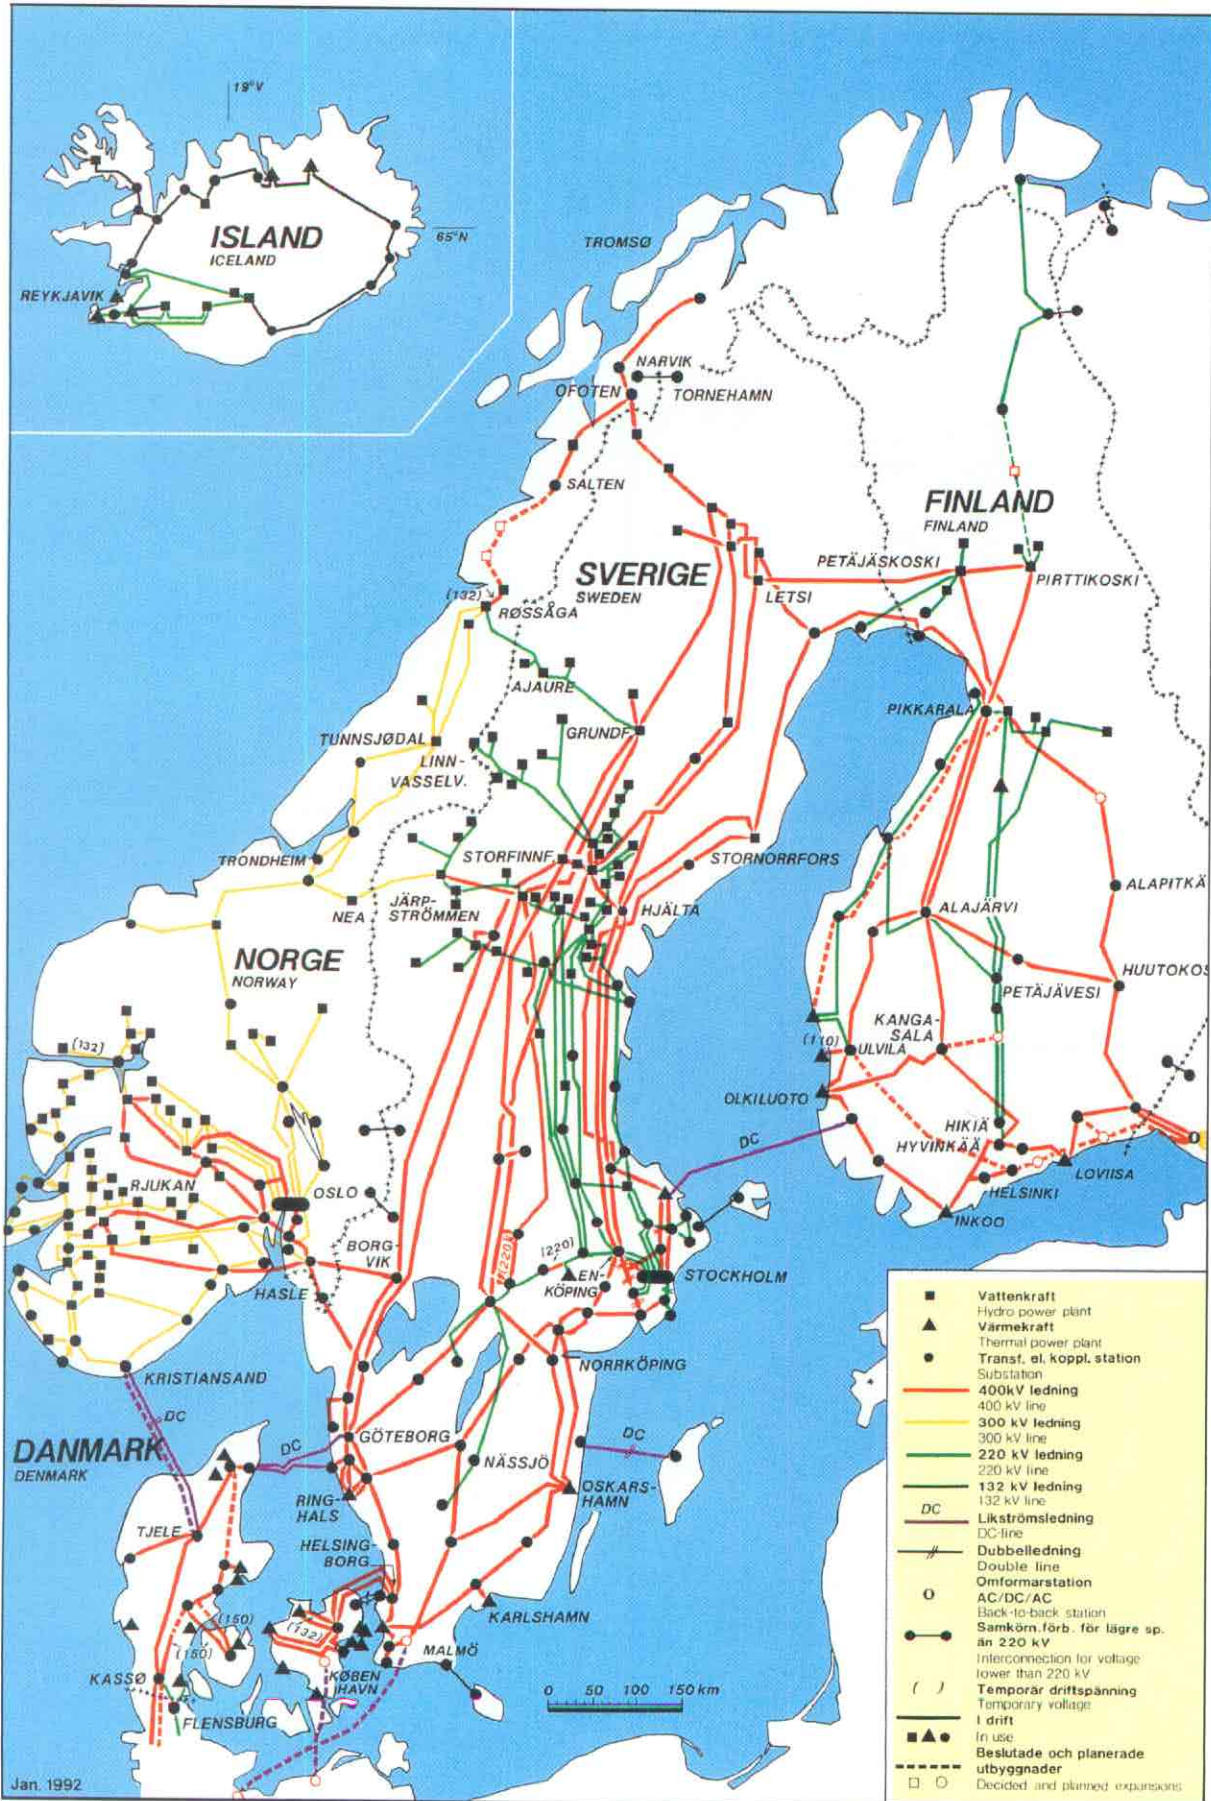 19°V
ISLAND
ICELAND
65°N
REYKJAVIK
TROMSØ
NARVIK
OFOTEN
TORNEHAMN
SALTEN
FINLAND
FINLAND
SVERIGE
SWEDEN
PETÄJÄSKOSKI
PIRTTIKOSKI
LETSI
(132)
RØSSÅGA
AJAURE
PIKKARALA
GRUNDF.
TUNNSJØDAL
LINN-
VASSELV.
TRONDHEIM
STORFINNF.
STORNORRFORS
ALAPITKÄ
NEA
JÄRP-
STRÖMMEN
HJÄLTA
ALAJÄRVI
NORGE
NORWAY
HUUTOKOS
PETÄJÄVESI
KANGA-
SALA
(132)
(110)
ULVILA
OLKILUOTO
DC
HIKIÄ
HYVINKÄÄ
LOVIISA
HELSINKI
INKOO
RJUKAN
OSLO
BORG-
VIK
(220)
(220)
EN-
KÖPING
STOCKHOLM
HASLE
NORRKÖPING
KRISTIANSAND
DC
DC
GÖTEBORG
DC
DANMARK
DENMARK
NÄSSJÖ
RING-
HALS
OSKARS-
HAMN
TJELE
HELSING-
BORG
KARLSHAMN
(150)
(132)
(150)
MALMÖ
KASSØ
KØBEN
HAVN
FLENSBURG
0 50 100 150 km
Jan. 1992
Vattenkraft
Hydro power plant
Värmekraft
Thermal power plant
Transf. el. koppl. station
Substation
400kV ledning
400 kV line
300 kV ledning
300 kV line
220 kV ledning
220 kV line
132 kV ledning
132 kV line
DC
Likströmsledning
DC-line
Dubbelledning
Double line
Omformarstation
AC/DC/AC
Back-to-back station
Samkörn.förb. för lägre sp.
än 220 kV
Interconnection for voltage
lower than 220 kV
( ) Temporär driftspänning
Temporary voltage
I drift
In use
Beslutade och planerade
utbyggnader
Decided and planned expansions